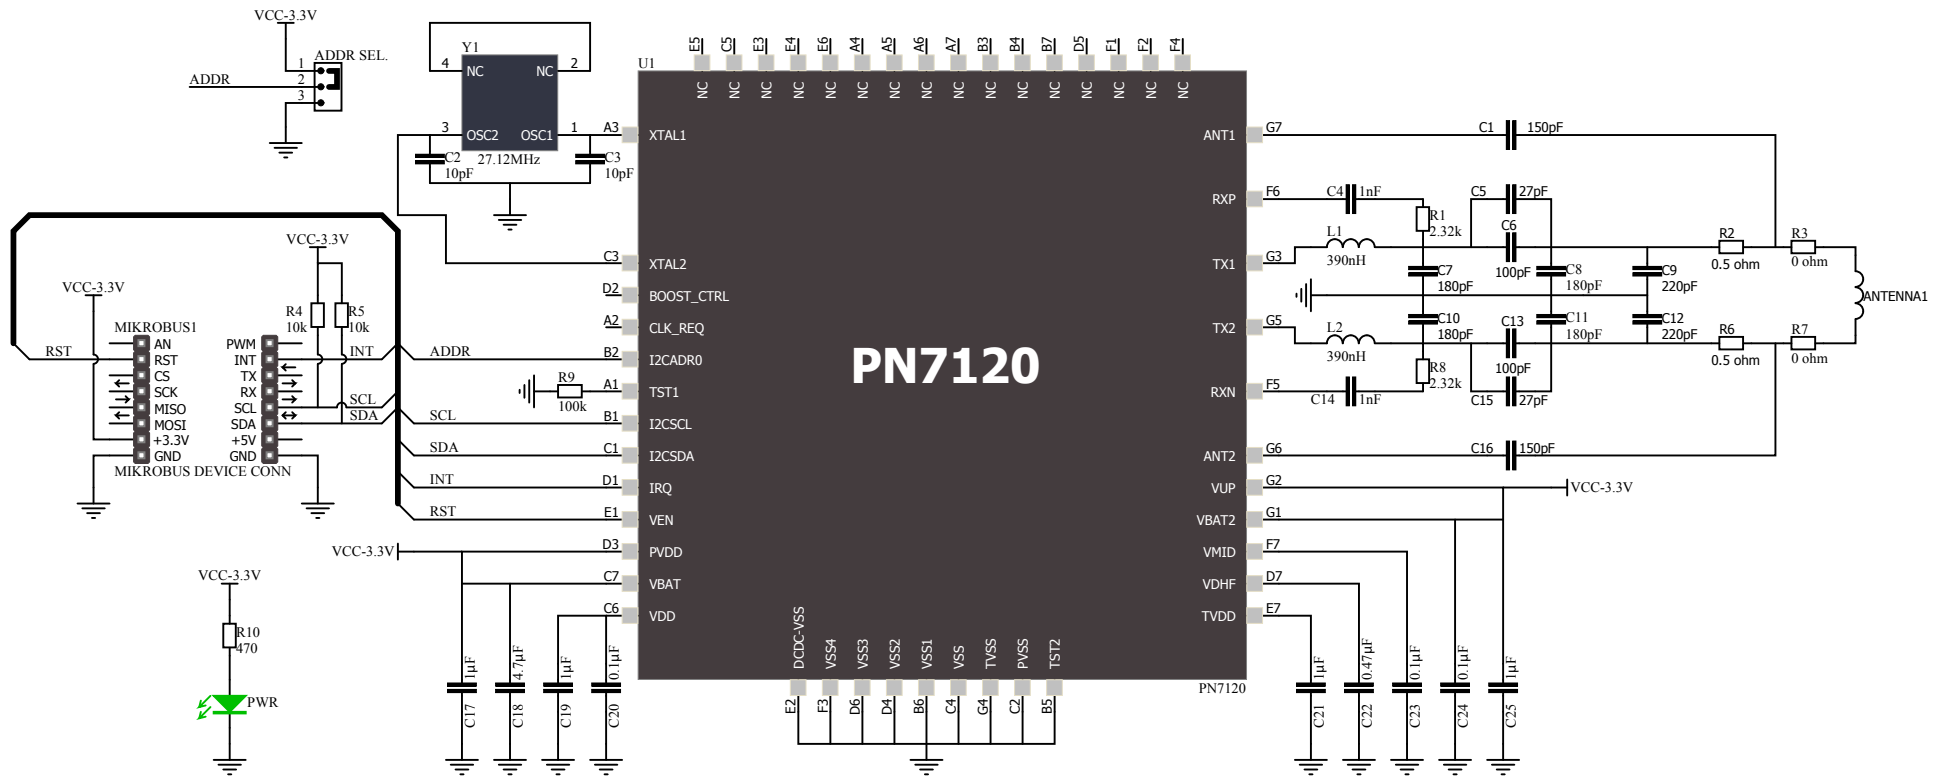 VCC-3.3V
ADDR SEL.
1
2
3
ADDR
Y1
4 NC NC 2
3 OSC2 OSC1 1
27.12MHz
C2
10pF
C3
10pF
U1
E5 C5 E3 E4 E6 A4 A5 A6 A7 B3 B4 B7 D5 F1 F2 F4
NC NC NC NC NC NC NC NC NC NC NC NC NC NC NC NC
A3 XTAL1
C3 XTAL2
D2 BOOST_CTRL
A2 CLK_REQ
ADDR B2 I2CADR0
R9
100k
A1 TST1
SCL B1 I2CSCL
SDA C1 I2CSDA
INT D1 IRQ
RST E1 VEN
VCC-3.3V D3 PVDD
C7 VBAT
C6 VDD
PN7120
ANT1 G7
RXP F6
TX1 G3
TX2 G5
RXN F5
ANT2 G6
VUP G2
VBAT2 G1
VMID F7
VDHF D7
TVDD E7
DCDC-VSS VSS4 VSS3 VSS2 VSS1 VSS TVSS PVSS TST2
E2 F3 D6 D4 B6 C4 G4 C2 B5
PN7120
VCC-3.3V
VCC-3.3V
R4
10k
R5
10k
MIKROBUS1
RST
AN PWM
RST INT INT
CS TX
SCK RX
MISO SCL SCL
MOSI SDA SDA
+3.3V +5V
GND GND
MIKROBUS DEVICE CONN
VCC-3.3V
R10
470
PWR
1µF
C17
4.7µF
C18
1µF
C19
0.1µF
C20
C1 150pF
C4 1nF
R1
2.32k
C5 27pF
C6
100pF
L1
390nH
C7
180pF
C8
180pF
C9
220pF
R2
0.5 ohm
R3
0 ohm
ANTENNA1
C10
180pF
C11
180pF
C12
220pF
L2
390nH
C13
100pF
R6
0.5 ohm
R7
0 ohm
R8
2.32k
C14 1nF
C15 27pF
C16 150pF
VCC-3.3V
1µF
C21
0.47µF
C22
0.1µF
C23
0.1µF
C24
1µF
C25